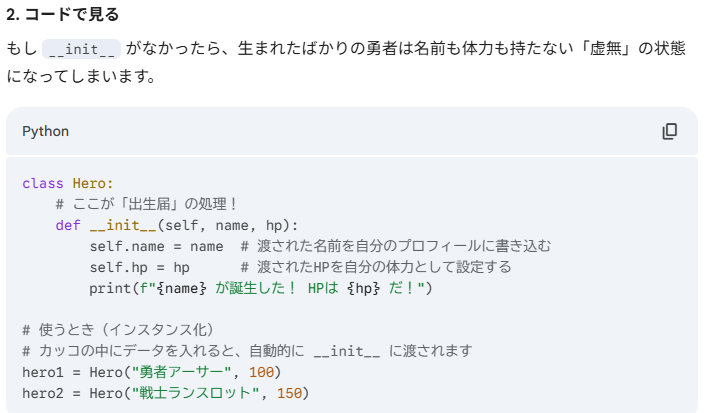 2. コードで見る
もし __init__ がなかったら、生まれたばかりの勇者は名前も体力も持たない「虚無」の状態
になってしまいます。
Python
class Hero:
    # ここが「出生届」の処理！
    def __init__(self, name, hp):
        self.name = name  # 渡された名前を自分のプロフィールに書き込む
        self.hp = hp      # 渡されたHPを自分の体力として設定する
        print(f"{name} が誕生した！ HPは {hp} だ！")
# 使うとき（インスタンス化）
# カッコの中にデータを入れると、自動的に __init__ に渡されます
hero1 = Hero("勇者アーサー", 100)
hero2 = Hero("戦士ランスロット", 150)